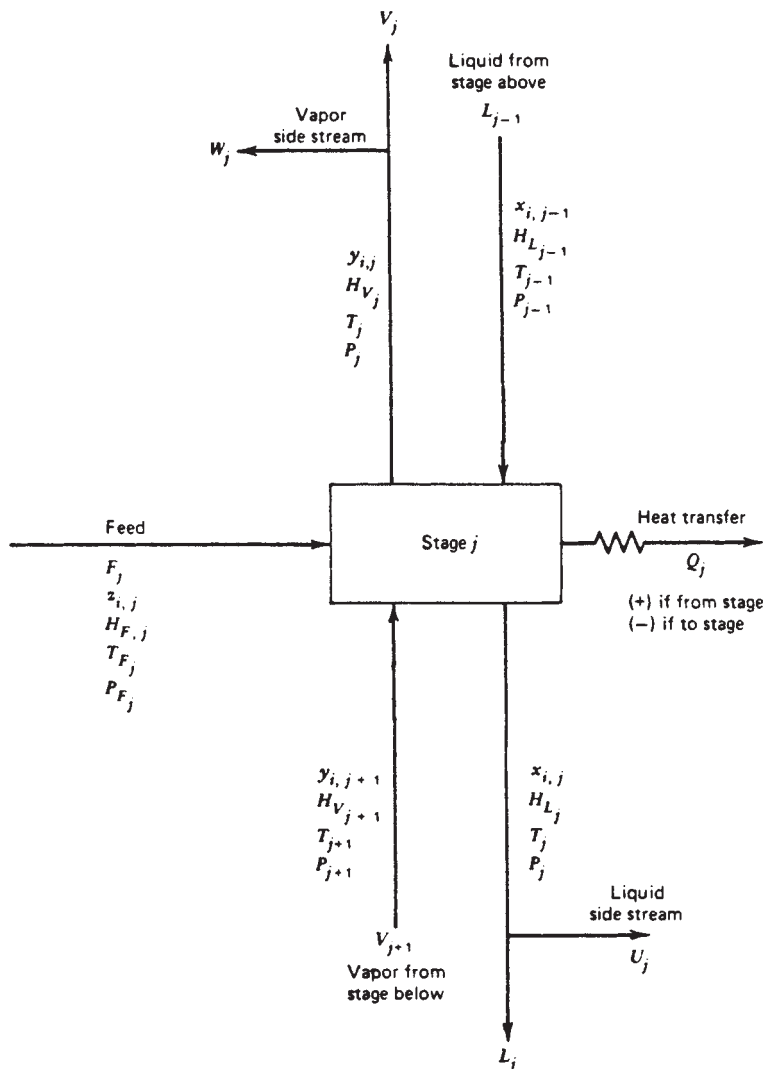 V_j
Liquid from
stage above
L_{j-1}
Vapor
side stream
W_j
x_{i, j-1}
H_{L_{j-1}}
T_{j-1}
P_{j-1}
y_{i,j}
H_{V_j}
T_j
P_j
Feed
F_j
z_{i, j}
H_{F, j}
T_{F_j}
P_{F_j}
Stage j
Heat transfer
Q_j
(+) if from stage
(−) if to stage
y_{i, j+1}
H_{V_{j+1}}
T_{j+1}
P_{j+1}
V_{j+1}
Vapor from
stage below
x_{i, j}
H_{L_j}
T_j
P_j
Liquid
side stream
U_j
L_j